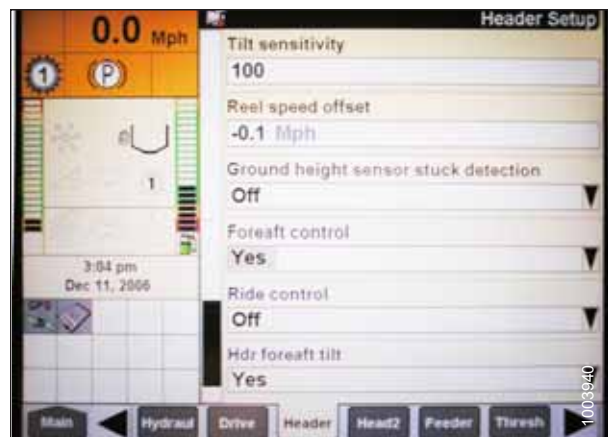 0.0 Mph
1
P
1
3:04 pm
Dec 11, 2006
GPS
Header Setup
Tilt sensitivity
100
Reel speed offset
-0.1 Mph
Ground height sensor stuck detection
Off
Foreaft control
Yes
Ride control
Off
Hdr foreaft tilt
Yes
Main
Hydraul
Drive
Header
Head2
Feeder
Thresh
1003940